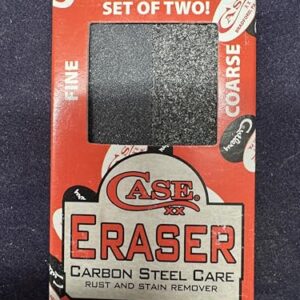 SET OF TWO!
FINE
COARSE
CASE
XX
ERASER
CARBON STEEL CARE
RUST AND STAIN REMOVER